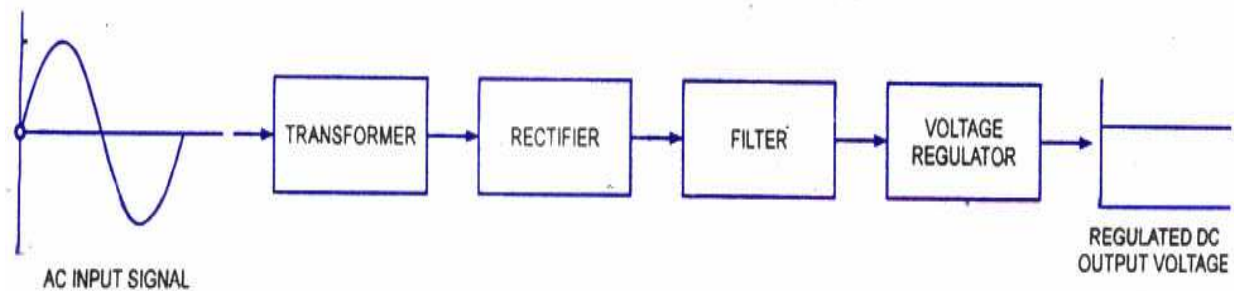 TRANSFORMER
RECTIFIER
FILTER
VOLTAGE
REGULATOR
AC INPUT SIGNAL
REGULATED DC
OUTPUT VOLTAGE